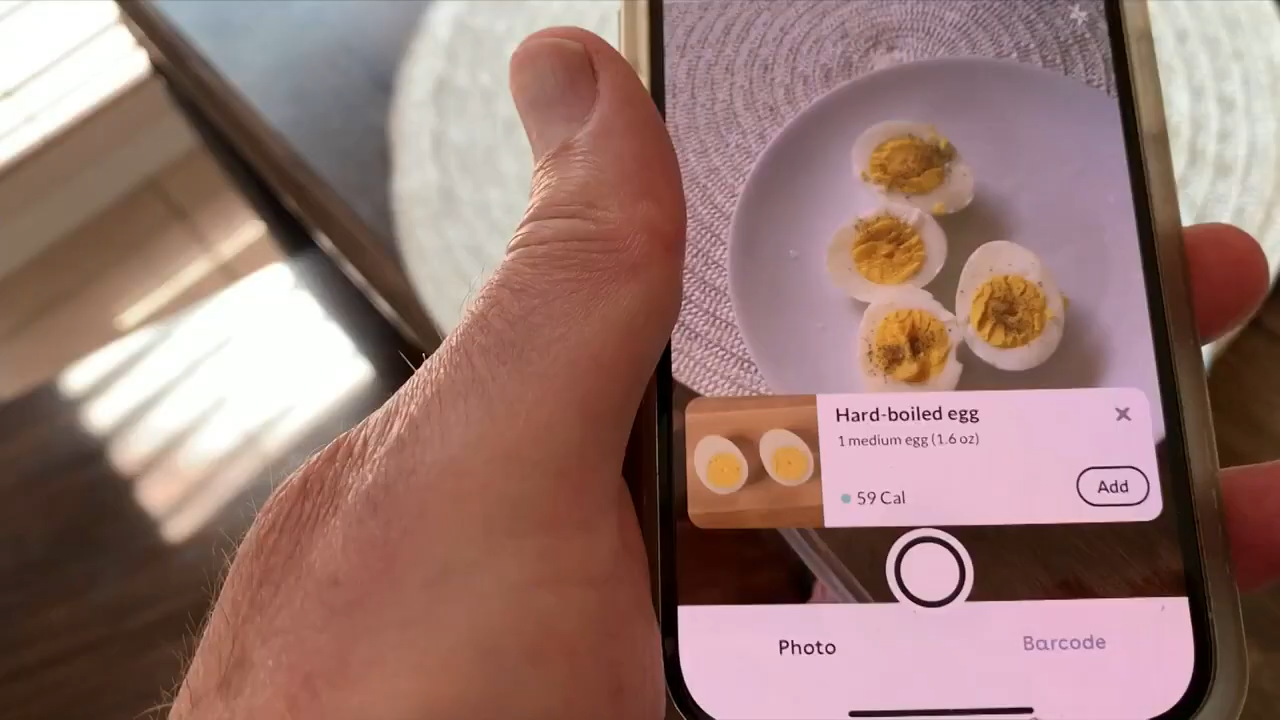 Hard-boiled egg
1 medium egg (1.6 oz)
59 Cal
Add
Photo
Barcode